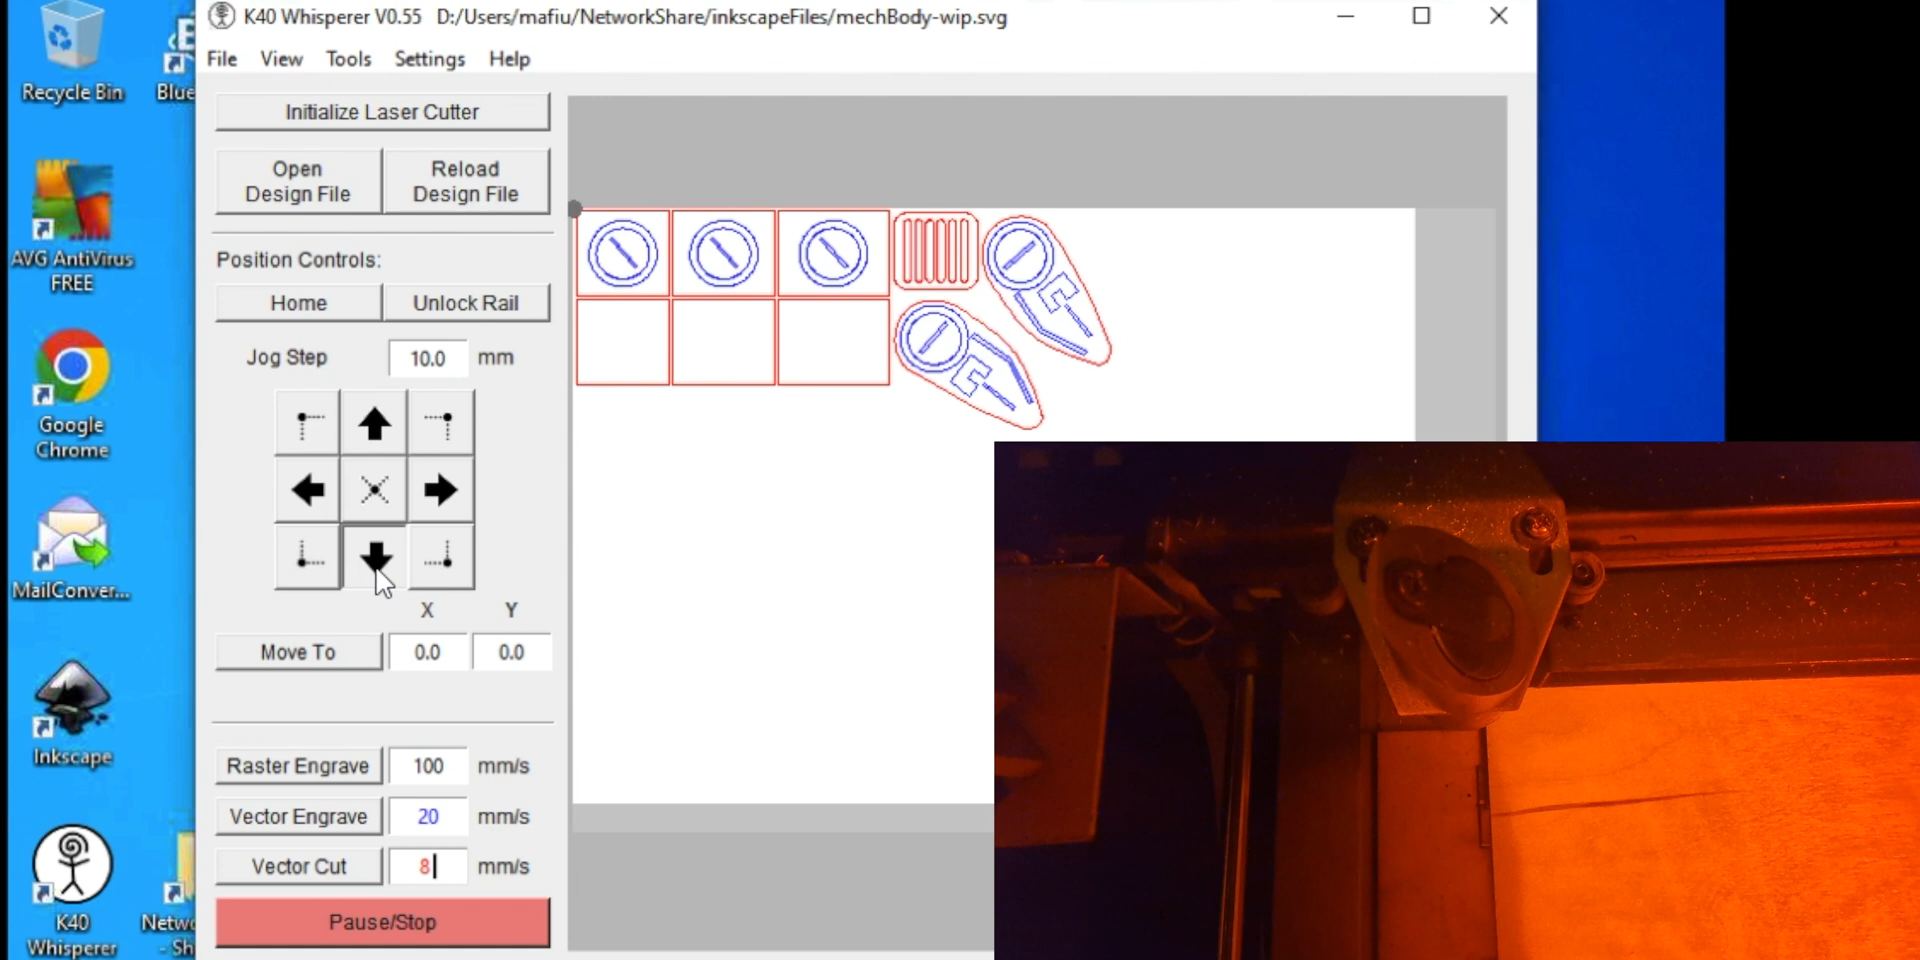 K40 Whisperer V0.55 D:/Users/mafiu/NetworkShare/inkscapeFiles/mechBody-wip.svg
File View Tools Settings Help
Recycle Bin
Blue
AVG AntiVirus
FREE
Google
Chrome
MailConver...
Inkscape
K40
Whisperer
Netwo
- Sh
Initialize Laser Cutter
Open
Design File
Reload
Design File
Position Controls:
Home
Unlock Rail
Jog Step 10.0 mm
X Y
Move To 0.0 0.0
Raster Engrave 100 mm/s
Vector Engrave 20 mm/s
Vector Cut 8 mm/s
Pause/Stop